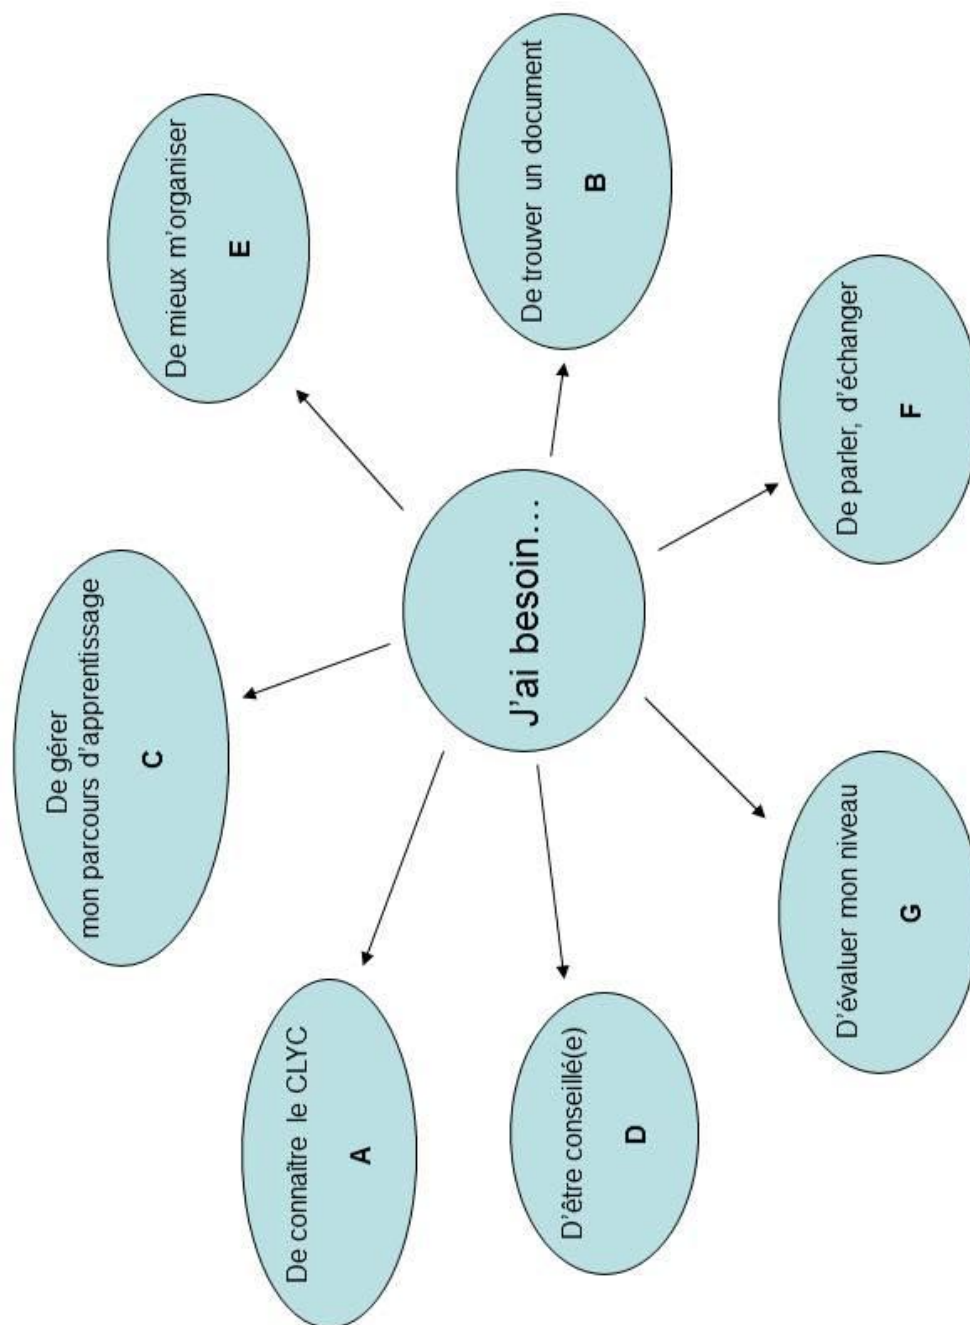 De gérer
mon parcours d'apprentissage
C
De mieux m'organiser
E
De connaître le CLYC
A
J'ai besoin…
De trouver un document
B
D'être conseillé(e)
D
D'évaluer mon niveau
G
De parler, d'échanger
F